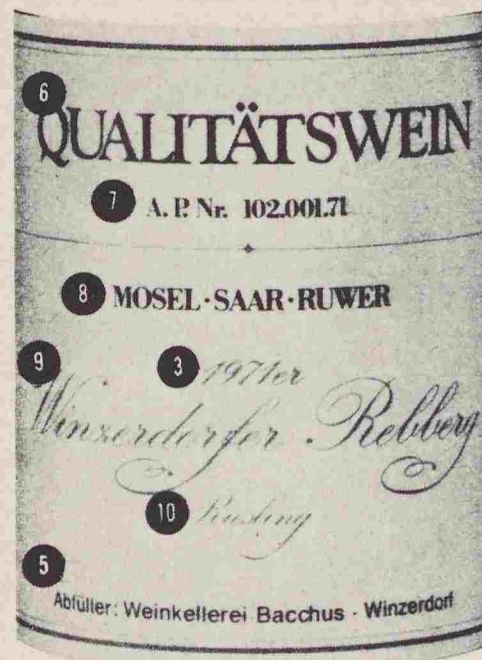 6
QUALITÄTSWEIN
7 A. P. Nr. 102.001.71
8 MOSEL·SAAR·RUWER
9 3 1971er
Winzerdorfer Rebberg
10 Riesling
5
Abfüller: Weinkellerei Bacchus · Winzerdorf